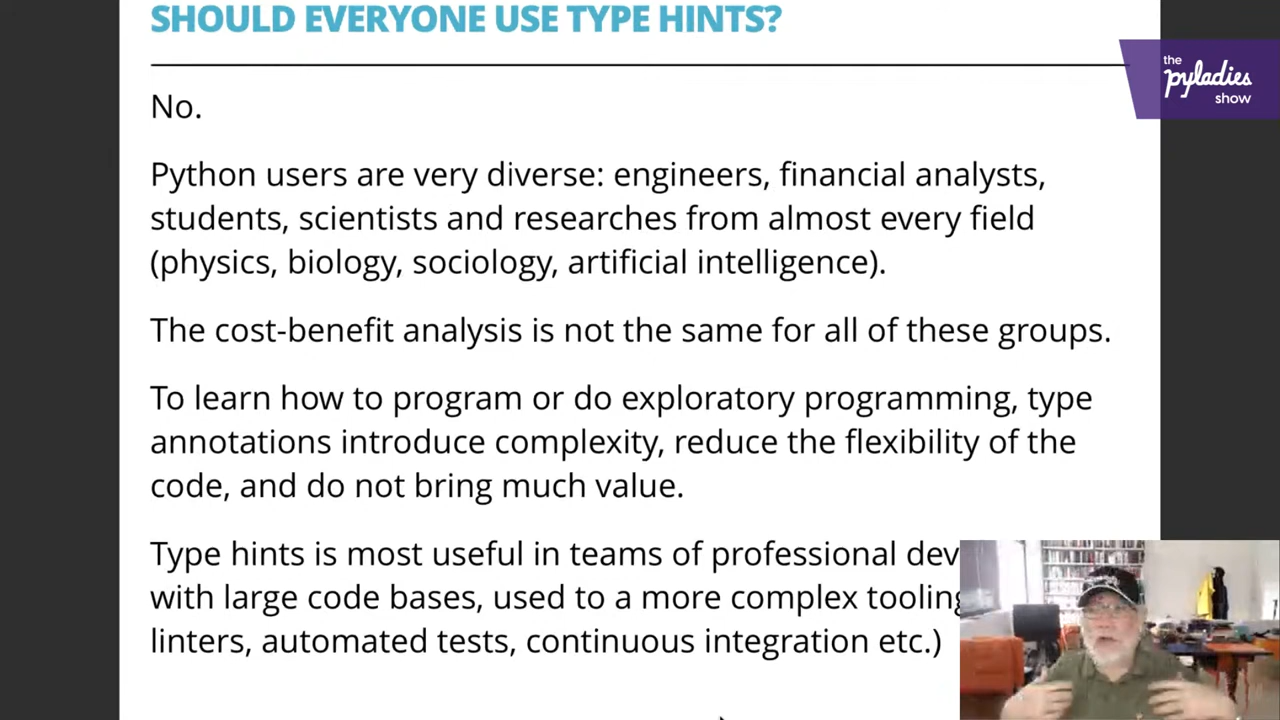 SHOULD EVERYONE USE TYPE HINTS?
the
pyladies
show
No.
Python users are very diverse: engineers, financial analysts,
students, scientists and researches from almost every field
(physics, biology, sociology, artificial intelligence).
The cost-benefit analysis is not the same for all of these groups.
To learn how to program or do exploratory programming, type
annotations introduce complexity, reduce the flexibility of the
code, and do not bring much value.
Type hints is most useful in teams of professional dev
with large code bases, used to a more complex tooling
linters, automated tests, continuous integration etc.)